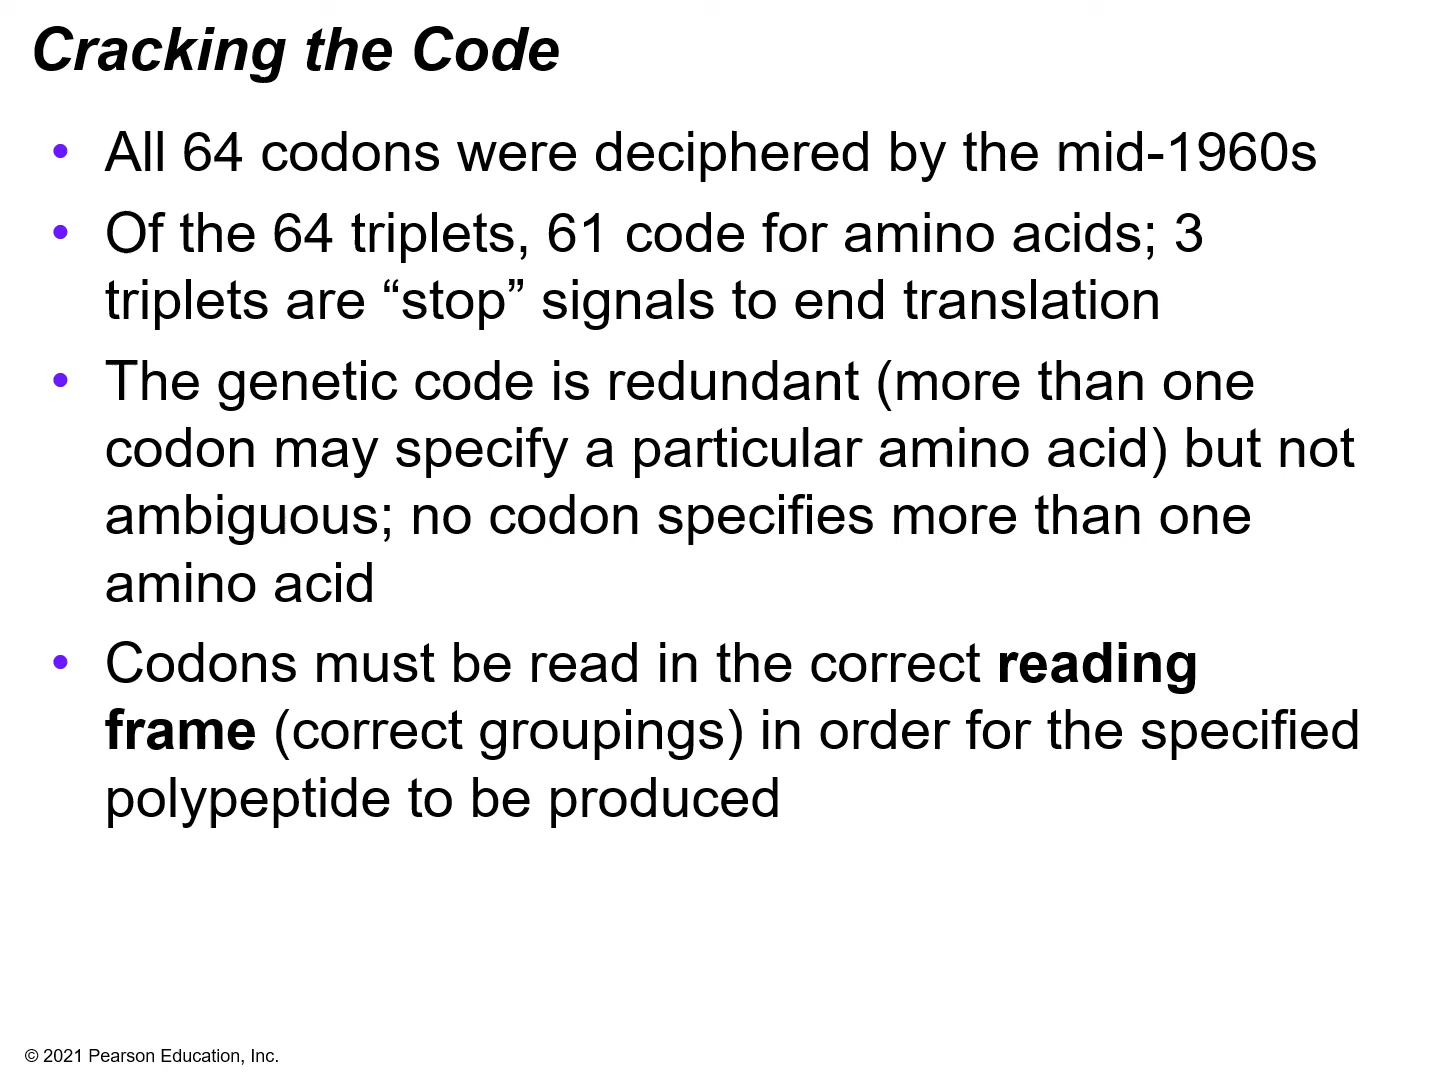 Cracking the Code
• All 64 codons were deciphered by the mid-1960s
• Of the 64 triplets, 61 code for amino acids; 3
triplets are “stop” signals to end translation
• The genetic code is redundant (more than one
codon may specify a particular amino acid) but not
ambiguous; no codon specifies more than one
amino acid
• Codons must be read in the correct reading
frame (correct groupings) in order for the specified
polypeptide to be produced
© 2021 Pearson Education, Inc.